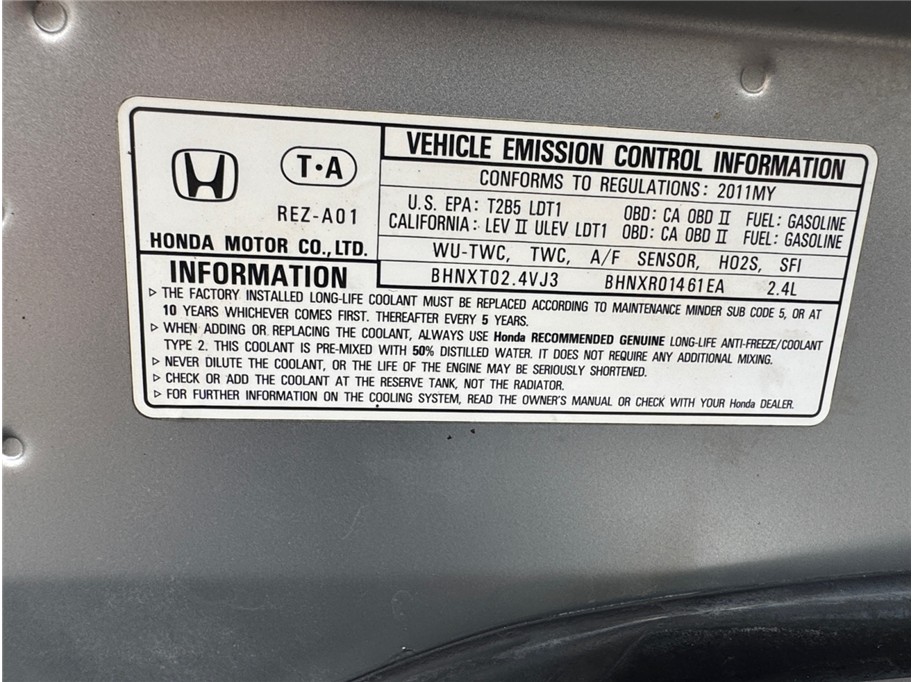 T•A
REZ-A01
HONDA MOTOR CO., LTD.
VEHICLE EMISSION CONTROL INFORMATION
CONFORMS TO REGULATIONS: 2011MY
U.S. EPA: T2B5 LDT1 OBD: CA OBD II FUEL: GASOLINE
CALIFORNIA: LEV II ULEV LDT1 OBD: CA OBD II FUEL: GASOLINE
WU-TWC, TWC, A/F SENSOR, HO2S, SFI
BHNXT02.4VJ3 BHNXR01461EA 2.4L
INFORMATION
▷ THE FACTORY INSTALLED LONG-LIFE COOLANT MUST BE REPLACED ACCORDING TO MAINTENANCE MINDER SUB CODE 5, OR AT
10 YEARS WHICHEVER COMES FIRST. THEREAFTER EVERY 5 YEARS.
▷ WHEN ADDING OR REPLACING THE COOLANT, ALWAYS USE Honda RECOMMENDED GENUINE LONG-LIFE ANTI-FREEZE/COOLANT
TYPE 2. THIS COOLANT IS PRE-MIXED WITH 50% DISTILLED WATER. IT DOES NOT REQUIRE ANY ADDITIONAL MIXING.
▷ NEVER DILUTE THE COOLANT, OR THE LIFE OF THE ENGINE MAY BE SERIOUSLY SHORTENED.
▷ CHECK OR ADD THE COOLANT AT THE RESERVE TANK, NOT THE RADIATOR.
▷ FOR FURTHER INFORMATION ON THE COOLING SYSTEM, READ THE OWNER'S MANUAL OR CHECK WITH YOUR Honda DEALER.